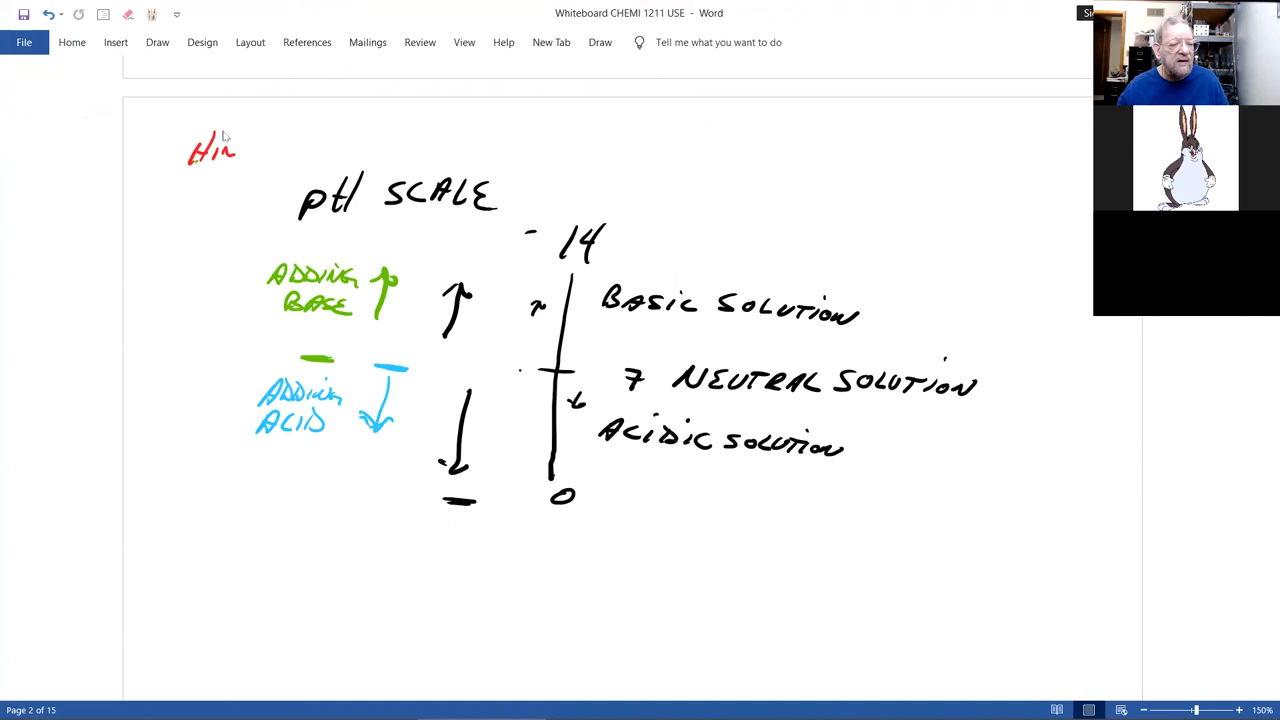 Whiteboard CHEMI 1211 USE - Word
File Home Insert Draw Design Layout References Mailings Review View Help New Tab Draw Tell me what you want to do
Hin
pH SCALE
14
ADDING
BASE
BASIC SOLUTION
7 NEUTRAL SOLUTION
ADDING
ACID
ACIDIC SOLUTION
0
Page 2 of 15
150%